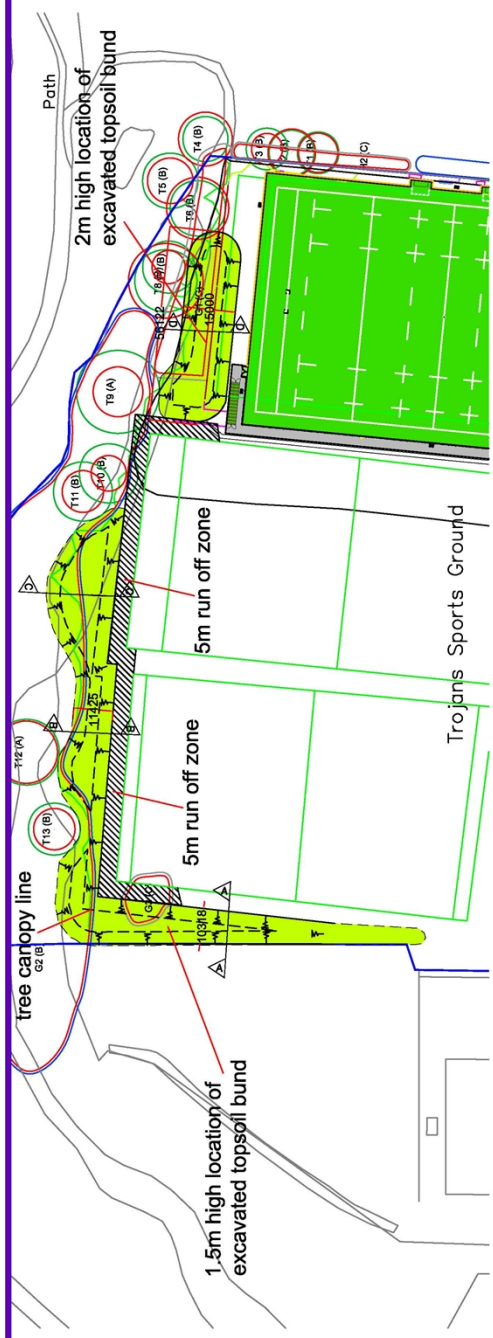 Path
2m high location of
excavated topsoil bund
T4 (B)
T5 (B)
T6 (B)
H2 (C)
T9 (A)
T10 (B)
T11 (B)
56122
15000
D
D
C
5m run off zone
Trojans Sports Ground
11425
B
B
T12 (A)
T13 (B)
5m run off zone
tree canopy line
G2 (B)
10318
A
A
1.5m high location of
excavated topsoil bund